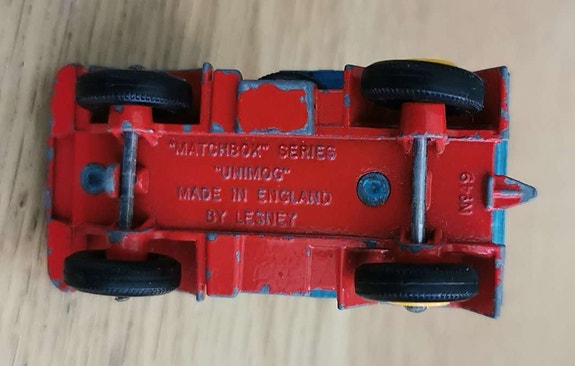 "MATCHBOX" SERIES
"UNIMOG"
MADE IN ENGLAND
BY LESNEY
No49